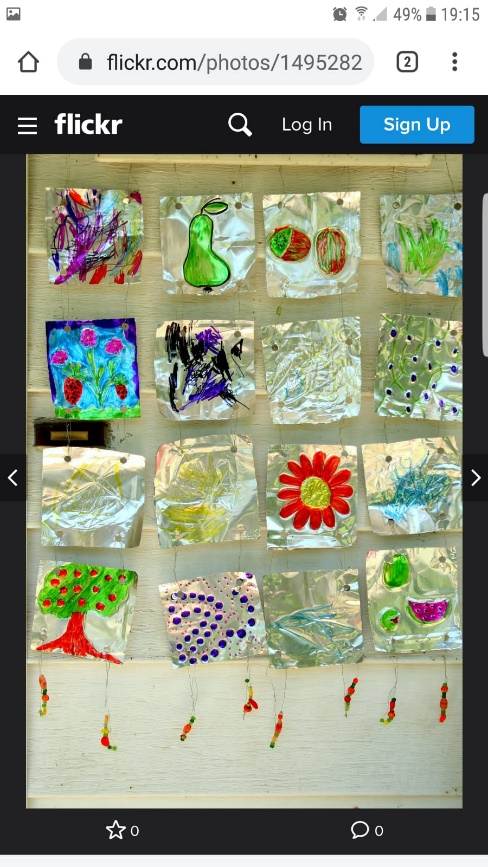 49% 19:15
flickr.com/photos/1495282
2
flickr
Log In
Sign Up
0
0